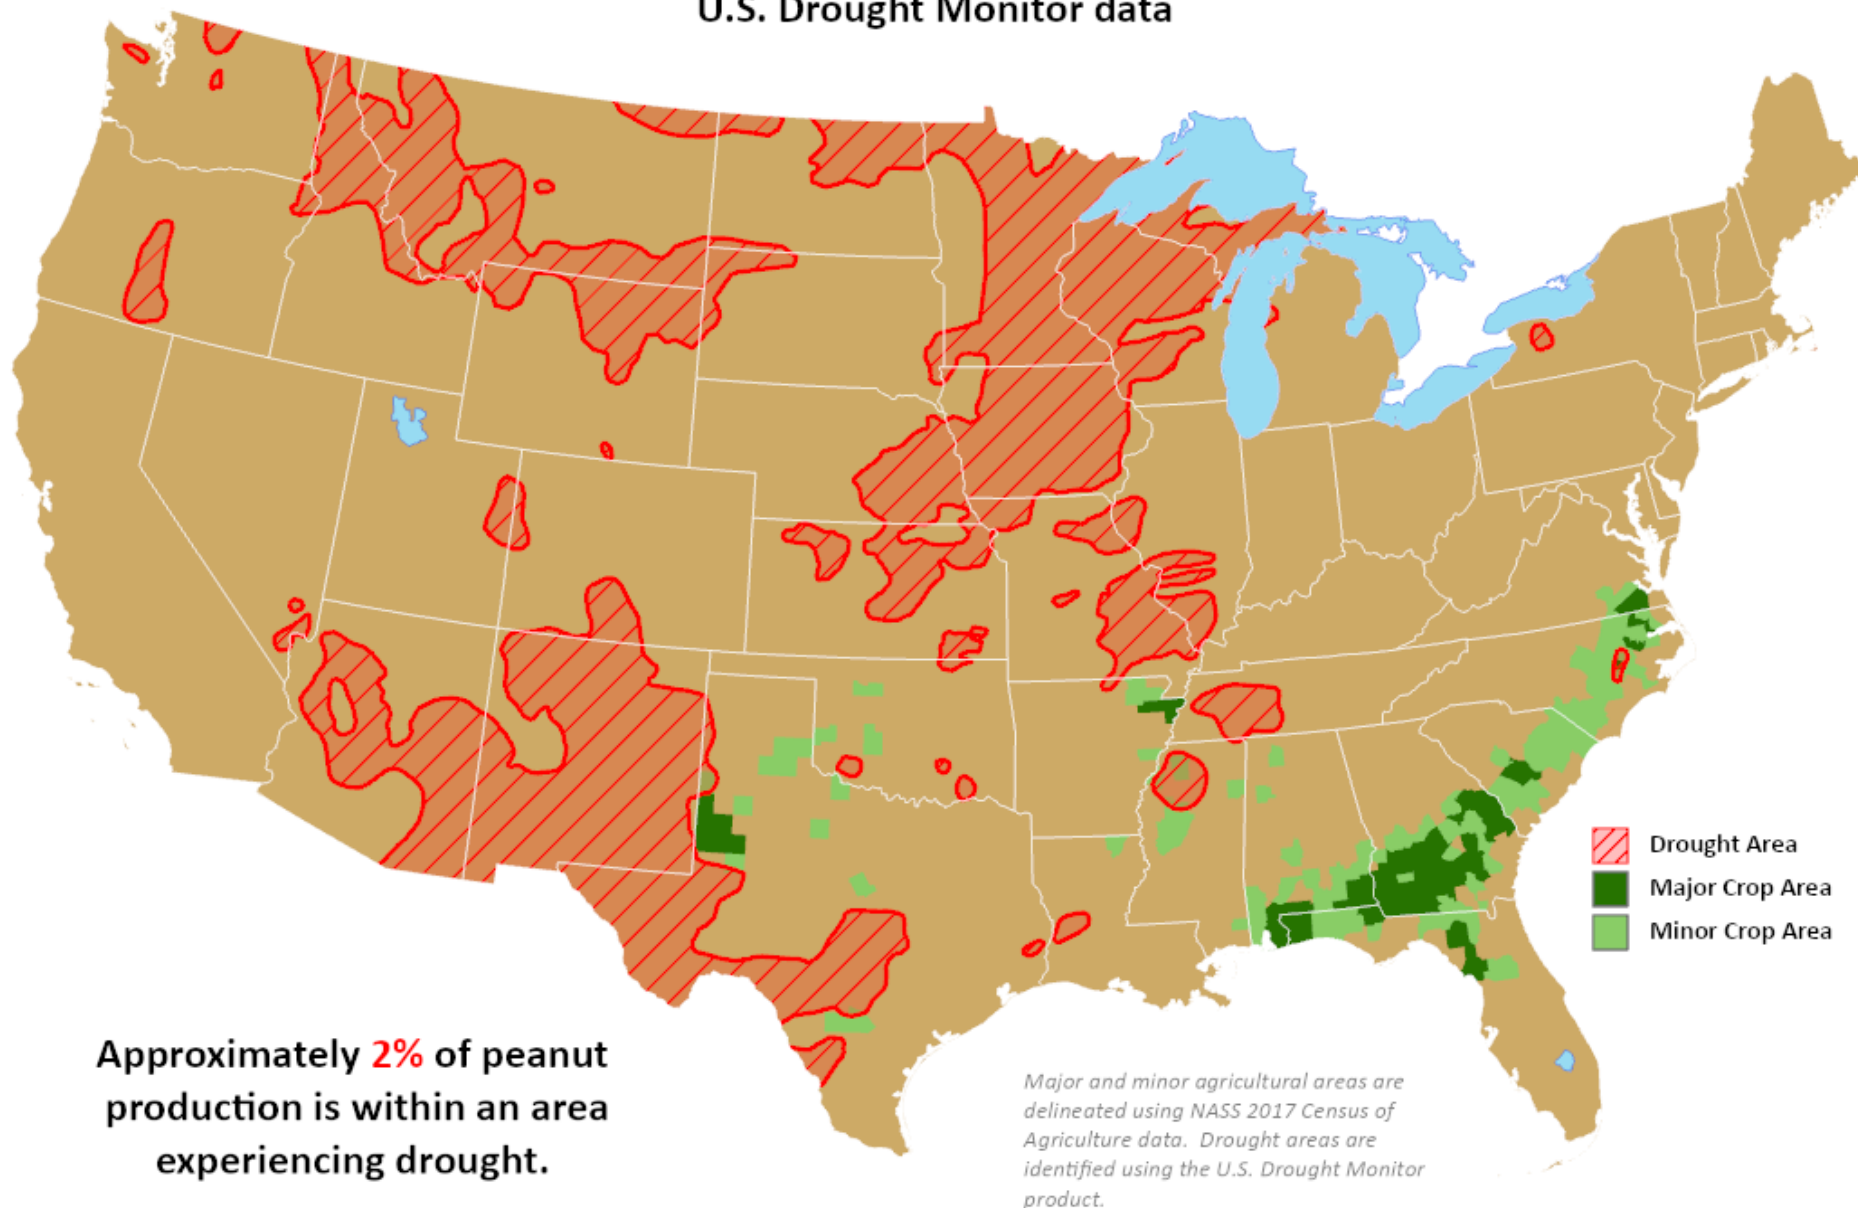 U.S. Drought Monitor data
Drought Area
Major Crop Area
Minor Crop Area
Approximately 2% of peanut
production is within an area
experiencing drought.
Major and minor agricultural areas are
delineated using NASS 2017 Census of
Agriculture data.  Drought areas are
identified using the U.S. Drought Monitor
product.